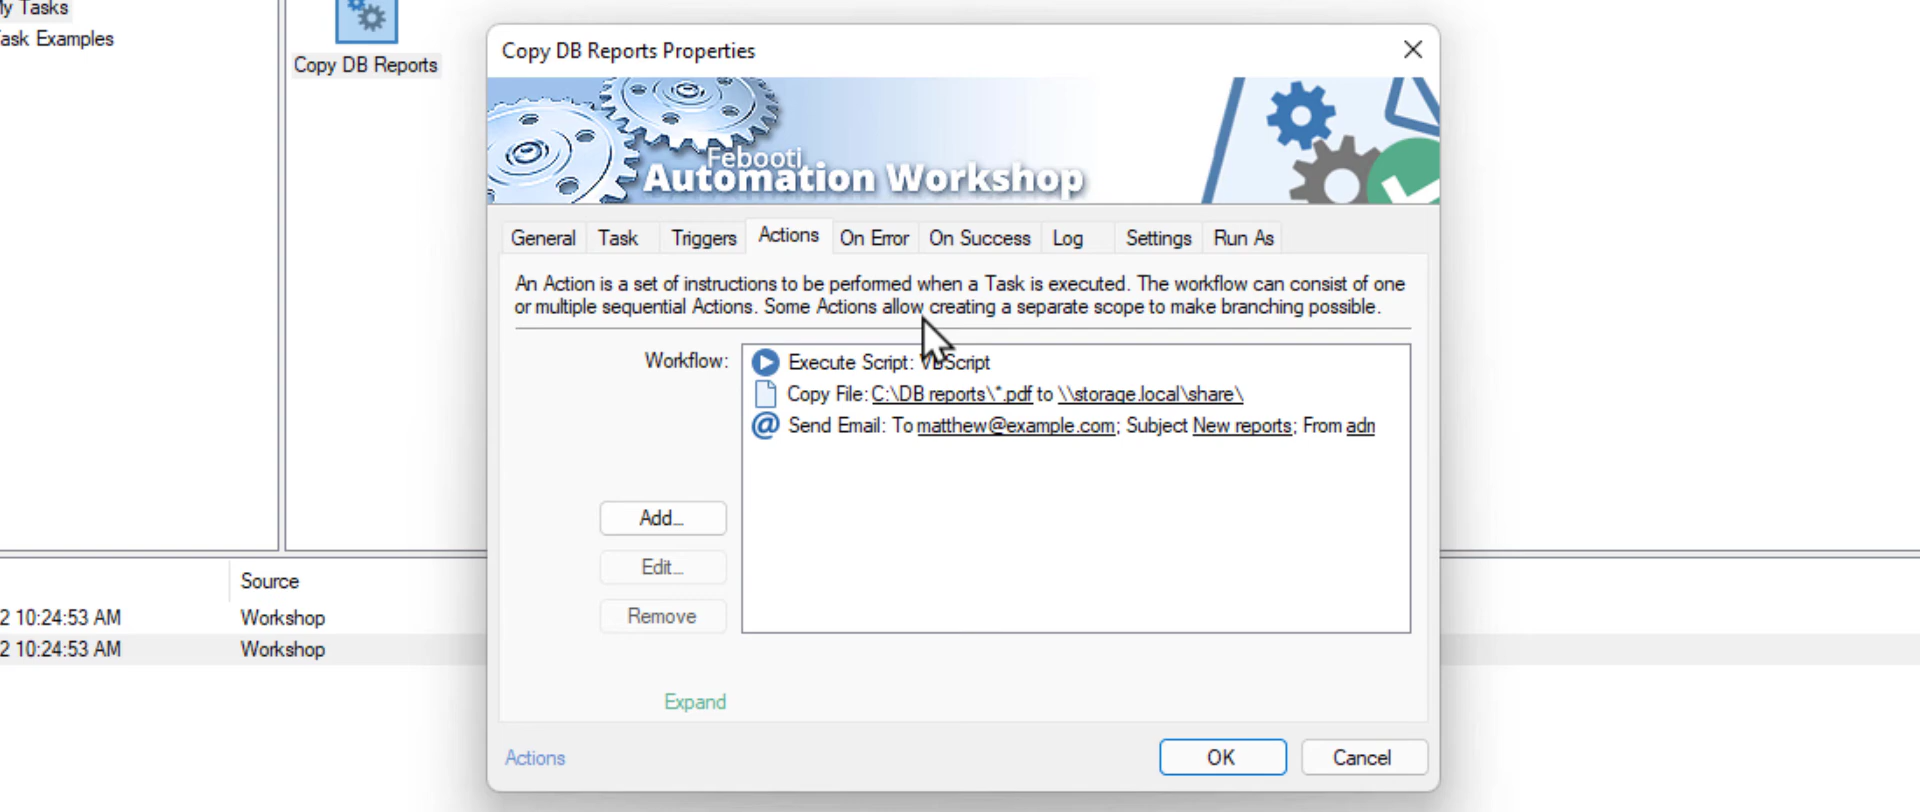 My Tasks
Task Examples
Copy DB Reports
Copy DB Reports Properties
Febooti
Automation Workshop
General Task Triggers Actions On Error On Success Log Settings Run As
An Action is a set of instructions to be performed when a Task is executed. The workflow can consist of one
or multiple sequential Actions. Some Actions allow creating a separate scope to make branching possible.
Workflow:
Execute Script: VBScript
Copy File: C:\DB reports\*.pdf to \\storage.local\share\
Send Email: To matthew@example.com; Subject New reports; From adm
Add...
Edit...
Remove
Expand
Actions
OK
Cancel
Source
2 10:24:53 AM Workshop
2 10:24:53 AM Workshop